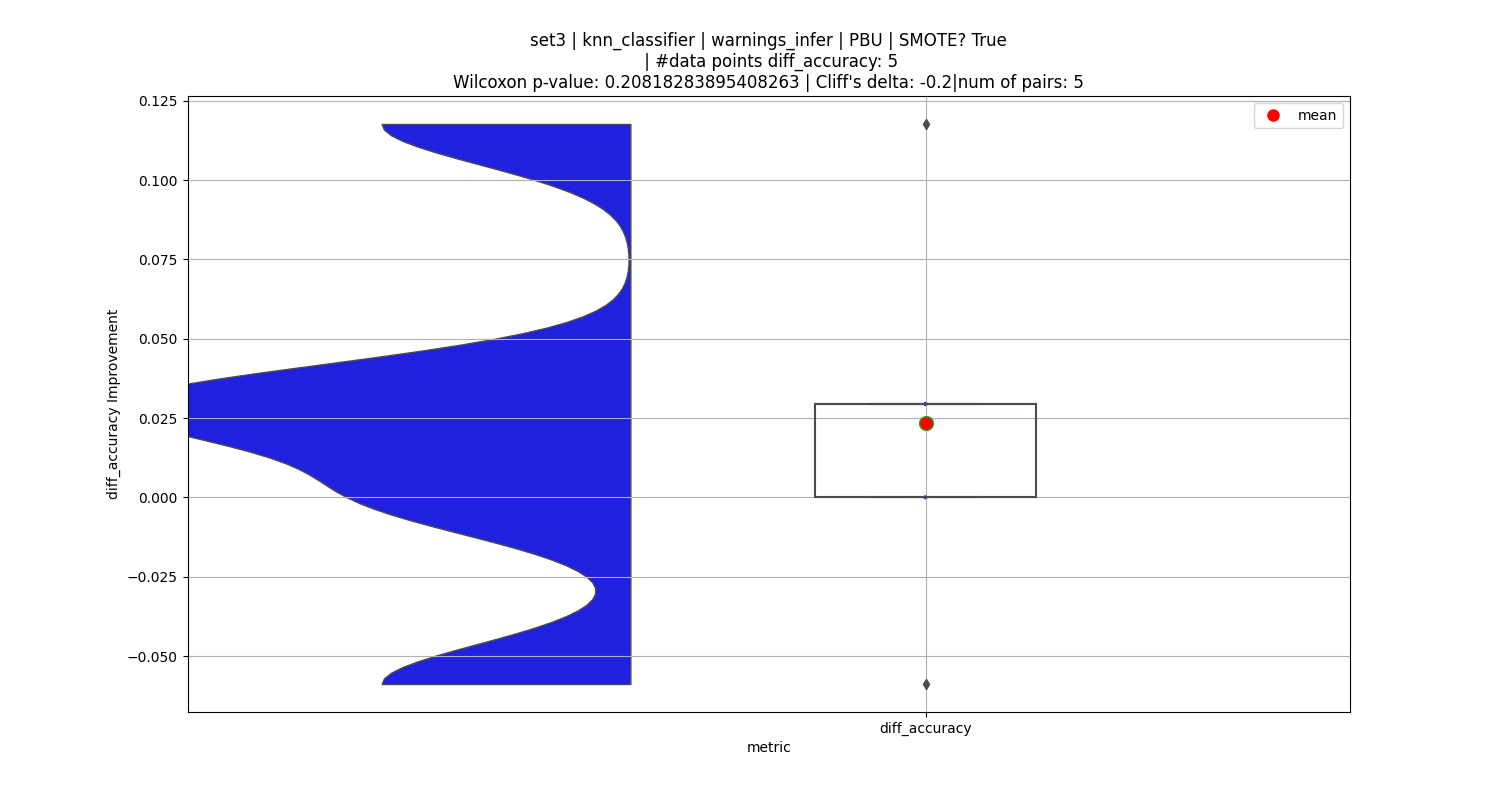 set3 | knn_classifier | warnings_infer | PBU | SMOTE? True
| #data points diff_accuracy: 5
Wilcoxon p-value: 0.20818283895408263 | Cliff's delta: -0.2|num of pairs: 5
mean
0.125
0.100
0.075
0.050
0.025
0.000
−0.025
−0.050
diff_accuracy Improvement
diff_accuracy
metric